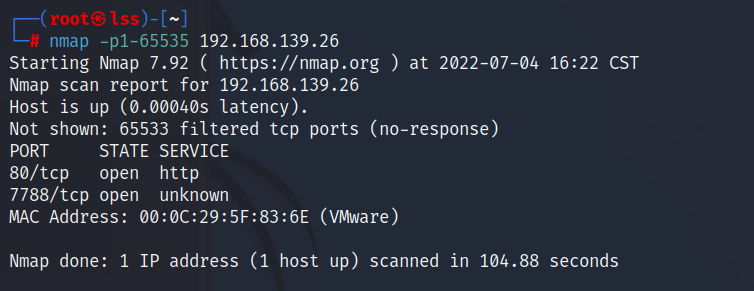 ┌──(root㉿lss)-[~]
└─# nmap -p1-65535 192.168.139.26
Starting Nmap 7.92 ( https://nmap.org ) at 2022-07-04 16:22 CST
Nmap scan report for 192.168.139.26
Host is up (0.00040s latency).
Not shown: 65533 filtered tcp ports (no-response)
PORT     STATE SERVICE
80/tcp   open  http
7788/tcp open  unknown
MAC Address: 00:0C:29:5F:83:6E (VMware)
Nmap done: 1 IP address (1 host up) scanned in 104.88 seconds